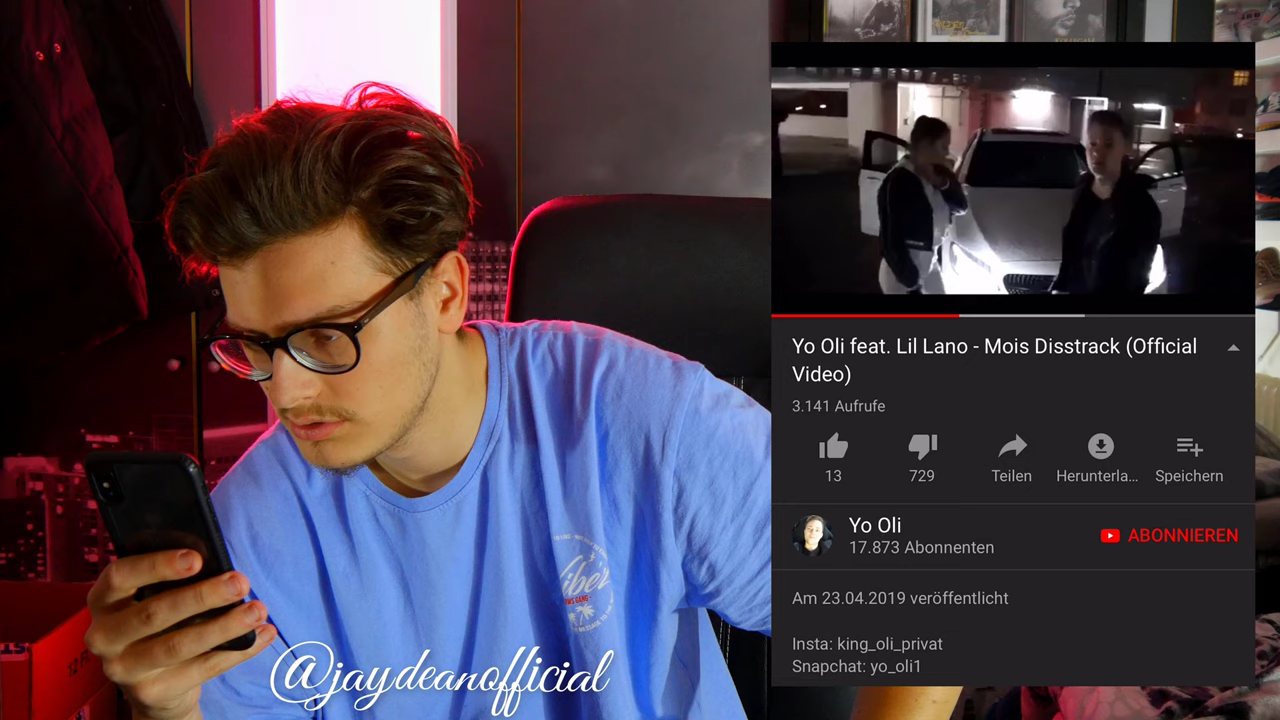 Yo Oli feat. Lil Lano - Mois Disstrack (Official
Video)
3.141 Aufrufe
13
729
Teilen
Herunterla...
Speichern
Yo Oli
17.873 Abonnenten
ABONNIEREN
Am 23.04.2019 veröffentlicht
Insta: king_oli_privat
Snapchat: yo_oli1
@jaydeanofficial